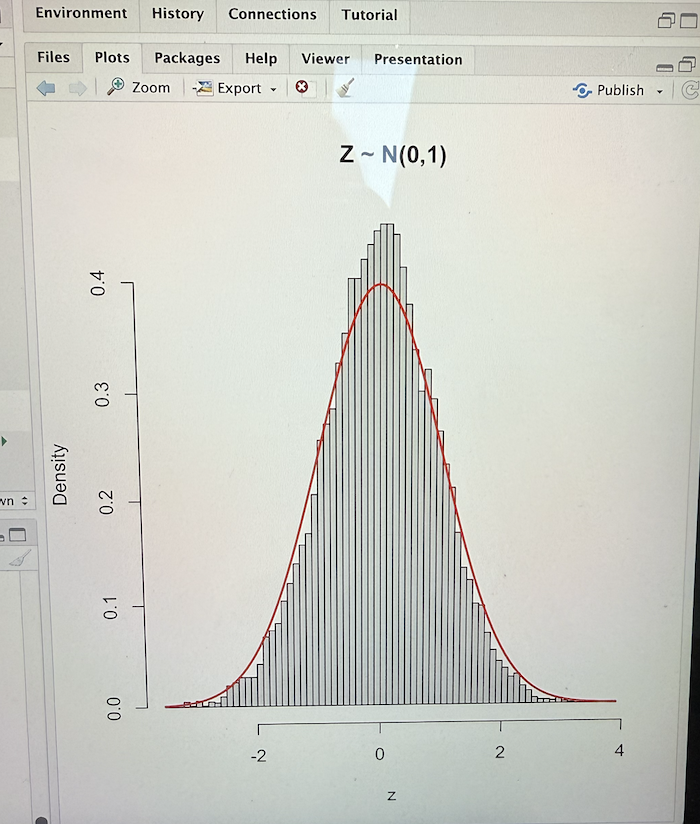 Environment History Connections Tutorial
Files Plots Packages Help Viewer Presentation
Zoom Export Publish
Z ~ N(0,1)
0.4
0.3
0.2
0.1
0.0
Density
-2 0 2 4
z